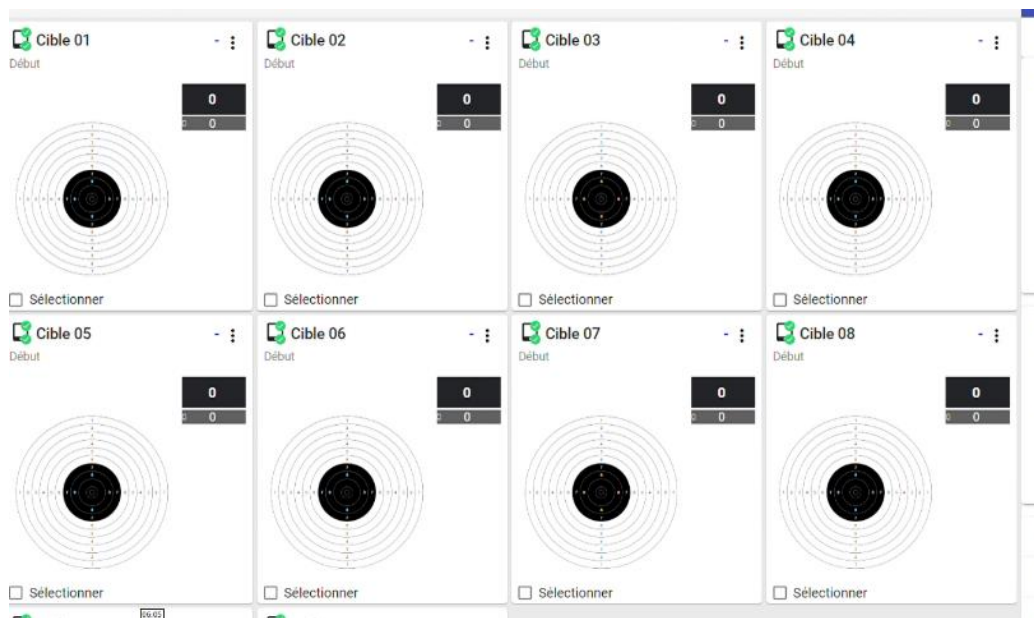 Cible 01 -
Début
0
0
Sélectionner
Cible 02 -
Début
0
0
Sélectionner
Cible 03 -
Début
0
0
Sélectionner
Cible 04 -
Début
0
0
Sélectionner
Cible 05 -
Début
0
0
Sélectionner
Cible 06 -
Début
0
0
Sélectionner
Cible 07 -
Début
0
0
Sélectionner
Cible 08 -
Début
0
0
Sélectionner
06:05